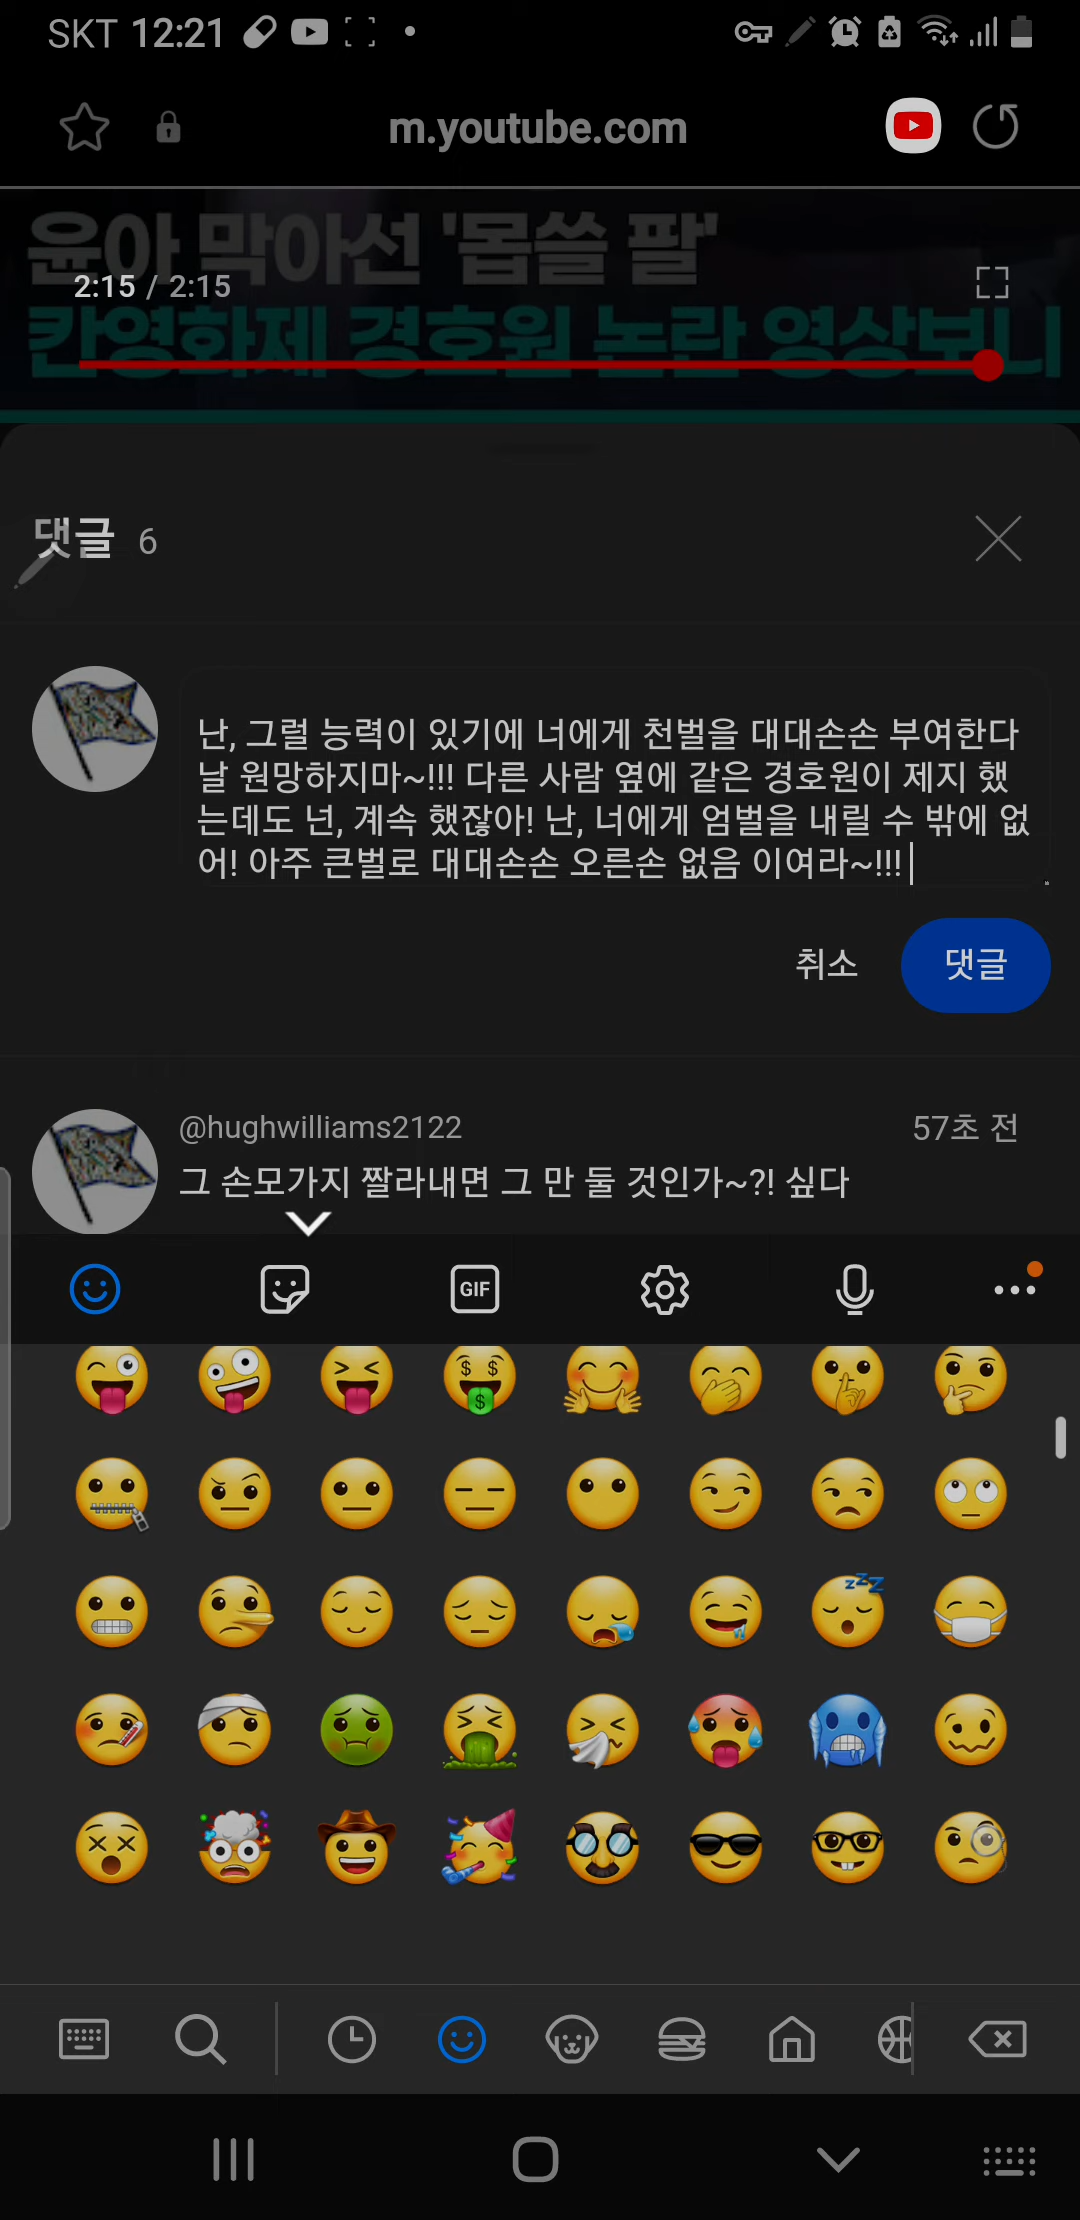 SKT 12:21
m.youtube.com
윤아 막아선 '몹쓸 팔'
2:15 / 2:15
칸영화제 경호원 논란 영상보니
댓글 6
난, 그럴 능력이 있기에 너에게 천벌을 대대손손 부여한다
날 원망하지마~!!! 다른 사람 옆에 같은 경호원이 제지 했
는데도 넌, 계속 했잖아! 난, 너에게 엄벌을 내릴 수 밖에 없
어! 아주 큰벌로 대대손손 오른손 없음 이여라~!!!
취소 댓글
@hughwilliams2122 57초 전
그 손모가지 짤라내면 그 만 둘 것인가~?! 싶다
GIF